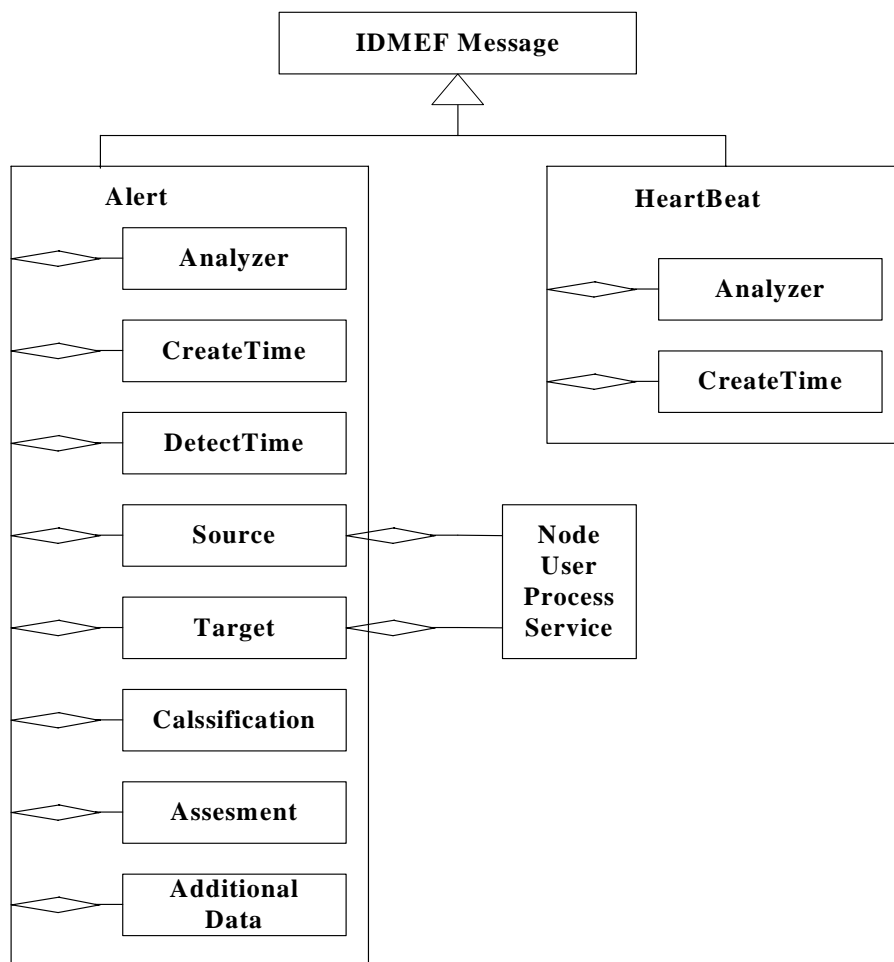 IDMEF Message
Alert
Analyzer
CreateTime
DetectTime
Source
Target
Calssification
Assesment
Additional
Data
HeartBeat
Analyzer
CreateTime
Node
User
Process
Service